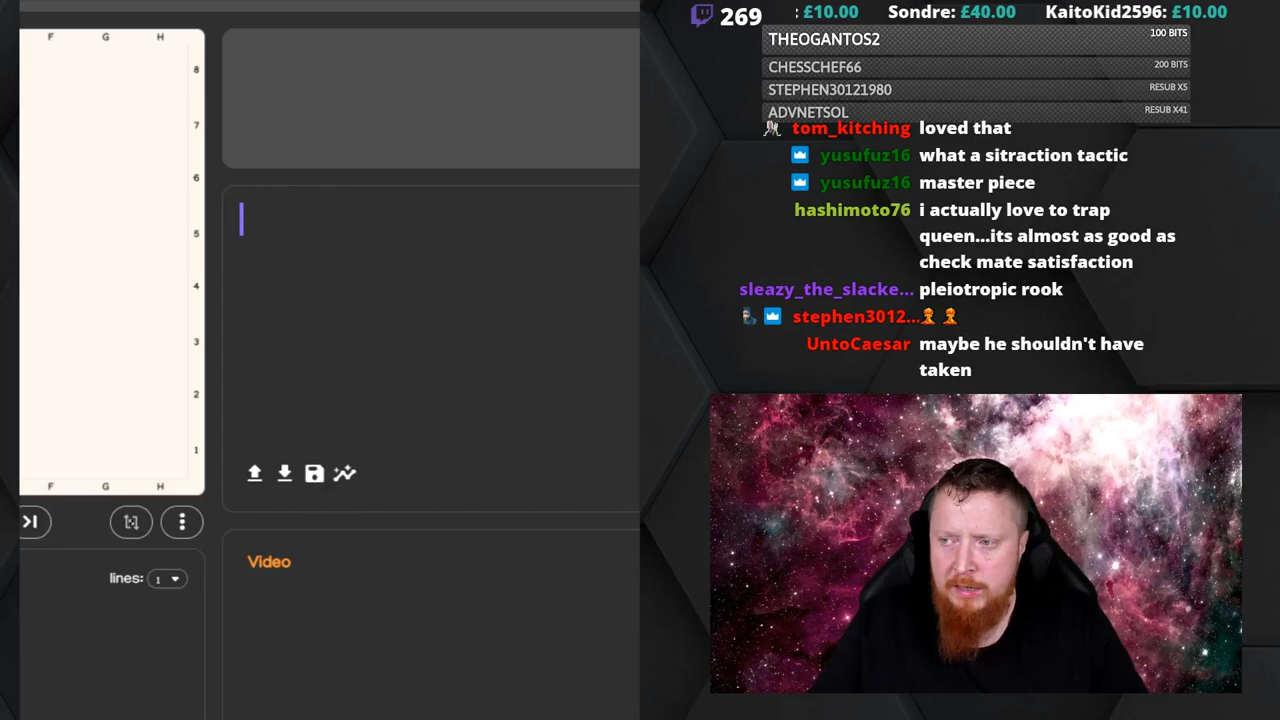 F G H
8
7
6
5
4
3
2
1
F G H
lines: 1
Video
269
: £10.00 Sondre: £40.00 KaitoKid2596: £10.00
THEOGANTOS2 100 BITS
CHESSCHEF66 200 BITS
STEPHEN30121980 RESUB X5
ADVNETSOL RESUB X41
tom_kitching loved that
yusufuz16 what a sitraction tactic
yusufuz16 master piece
hashimoto76 i actually love to trap
queen...its almost as good as
check mate satisfaction
sleazy_the_slacke... pleiotropic rook
stephen3012...
UntoCaesar maybe he shouldn't have
taken